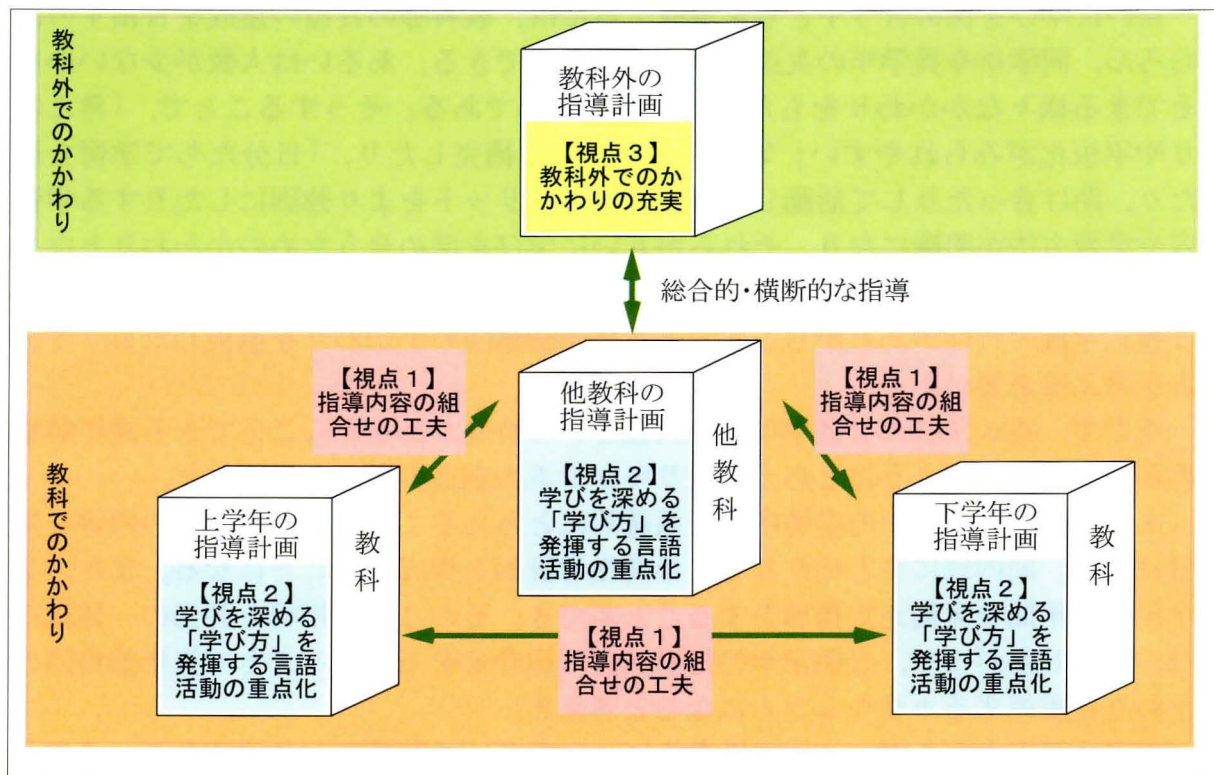 教科外でのかかわり
教科外の
指導計画
【視点3】
教科外でのか
かわりの充実
総合的・横断的な指導
教科でのかかわり
【視点1】
指導内容の組
合せの工夫
他教科の
指導計画
【視点2】
学びを深める
「学び方」を
発揮する言語
活動の重点化
他教科
【視点1】
指導内容の組
合せの工夫
上学年の
指導計画
【視点2】
学びを深める
「学び方」を
発揮する言語
活動の重点化
教科
【視点1】
指導内容の組
合せの工夫
下学年の
指導計画
【視点2】
学びを深める
「学び方」を
発揮する言語
活動の重点化
教科